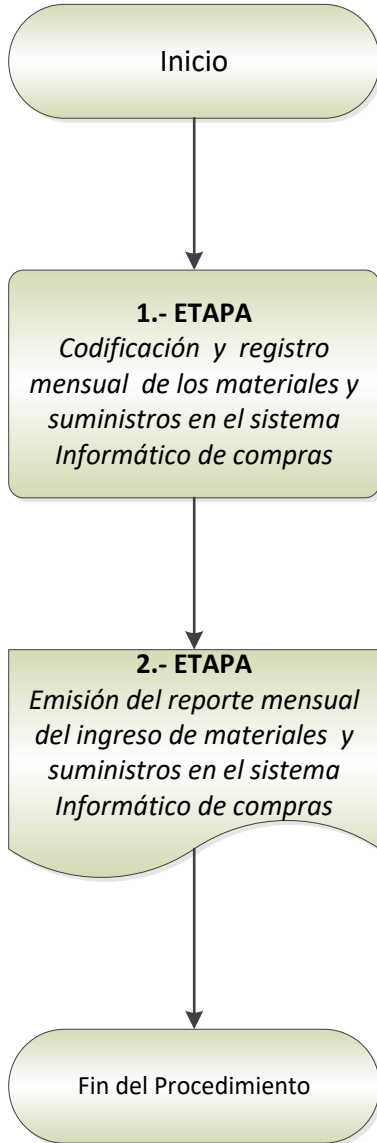 Inicio
1.- ETAPA
Codificación y registro
mensual de los materiales y
suministros en el sistema
Informático de compras
2.- ETAPA
Emisión del reporte mensual
del ingreso de materiales y
suministros en el sistema
Informático de compras
Fin del Procedimiento